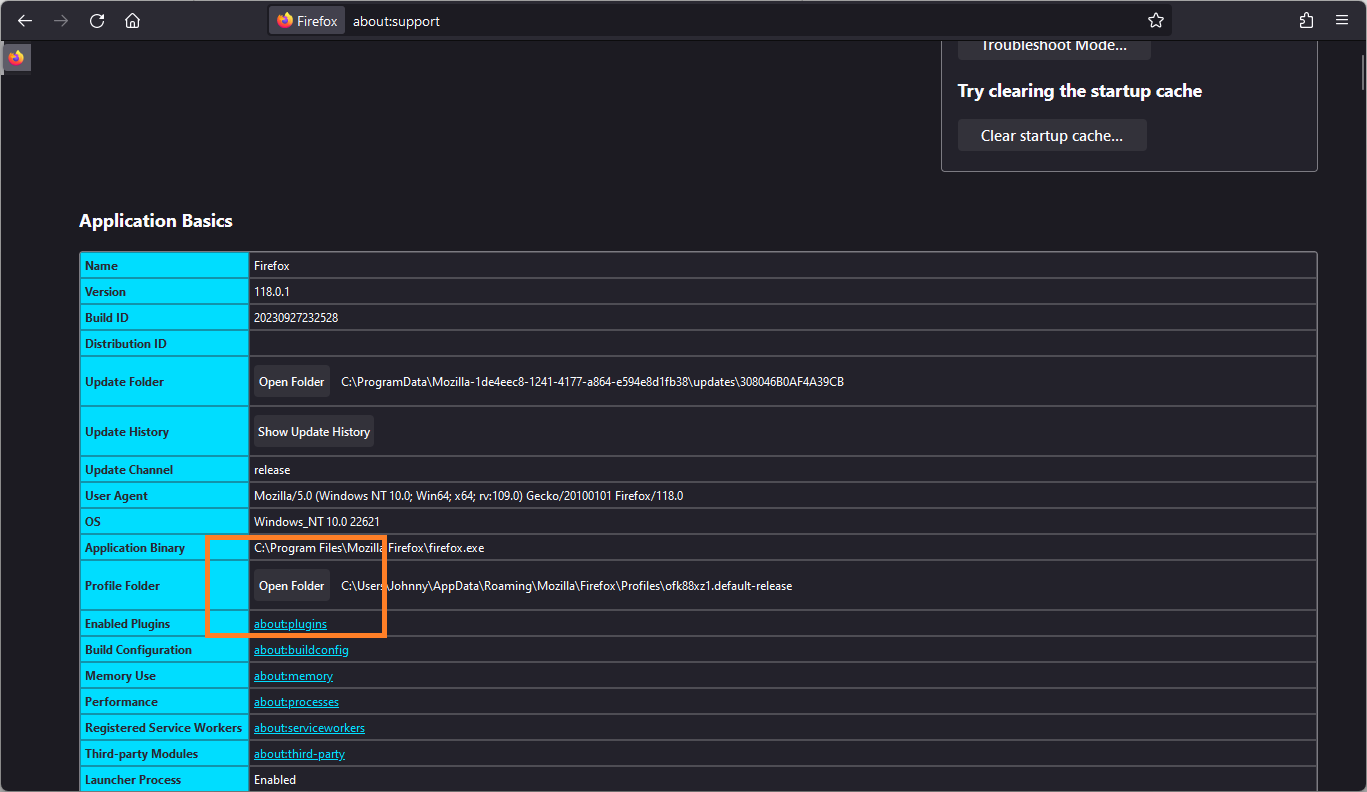 Firefox about:support
Troubleshoot Mode...
Try clearing the startup cache
Clear startup cache...
Application Basics
Name Firefox
Version 118.0.1
Build ID 20230927232528
Distribution ID
Update Folder Open Folder C:\ProgramData\Mozilla-1de4eec8-1241-4177-a864-e594e8d1fb38\updates\308046B0AF4A39CB
Update History Show Update History
Update Channel release
User Agent Mozilla/5.0 (Windows NT 10.0; Win64; x64; rv:109.0) Gecko/20100101 Firefox/118.0
OS Windows_NT 10.0 22621
Application Binary C:\Program Files\Mozilla Firefox\firefox.exe
Profile Folder Open Folder C:\Users\Johnny\AppData\Roaming\Mozilla\Firefox\Profiles\ofk88xz1.default-release
Enabled Plugins about:plugins
Build Configuration about:buildconfig
Memory Use about:memory
Performance about:processes
Registered Service Workers about:serviceworkers
Third-party Modules about:third-party
Launcher Process Enabled